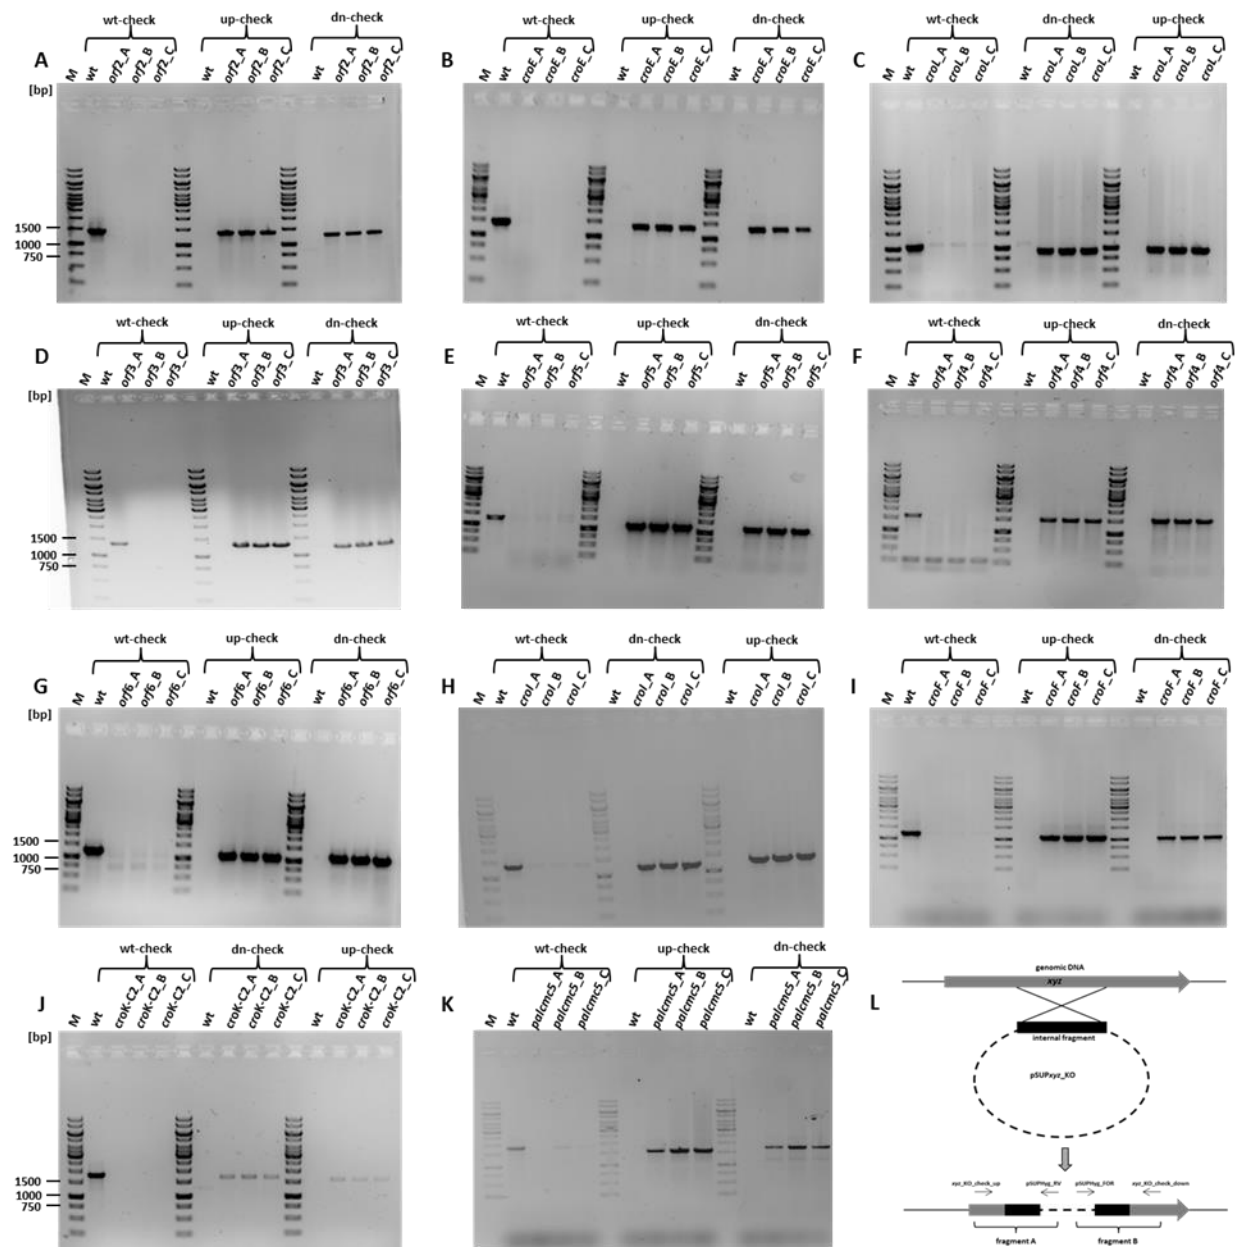 wt-check up-check dn-check
A M wt orf2_A orf2_B orf2_C wt orf2_A orf2_B orf2_C wt orf2_A orf2_B orf2_C
[bp]
1500
1000
750
wt-check up-check dn-check
B M wt croE_A croE_B croE_C wt croE_A croE_B croE_C wt croE_A croE_B croE_C
wt-check dn-check up-check
C M wt croL_A croL_B croL_C wt croL_A croL_B croL_C wt croL_A croL_B croL_C
wt-check up-check dn-check
D M wt orf3_A orf3_B orf3_C wt orf3_A orf3_B orf3_C wt orf3_A orf3_B orf3_C
[bp]
1500
1000
750
wt-check up-check dn-check
E M wt orf5_A orf5_B orf5_C wt orf5_A orf5_B orf5_C wt orf5_A orf5_B orf5_C
wt-check up-check dn-check
F M wt orf4_A orf4_B orf4_C wt orf4_A orf4_B orf4_C wt orf4_A orf4_B orf4_C
wt-check up-check dn-check
G M wt orf6_A orf6_B orf6_C wt orf6_A orf6_B orf6_C wt orf6_A orf6_B orf6_C
[bp]
1500
1000
750
wt-check dn-check up-check
H M wt croI_A croI_B croI_C wt croI_A croI_B croI_C wt croI_A croI_B croI_C
wt-check up-check dn-check
I M wt croF_A croF_B croF_C wt croF_A croF_B croF_C wt croF_A croF_B croF_C
wt-check dn-check up-check
J M wt croK-C2_A croK-C2_B croK-C2_C wt croK-C2_A croK-C2_B croK-C2_C wt croK-C2_A croK-C2_B croK-C2_C
[bp]
1500
1000
750
wt-check up-check dn-check
K M wt palcmc5_A palcmc5_B palcmc5_C wt palcmc5_A palcmc5_B palcmc5_C wt palcmc5_A palcmc5_B palcmc5_C
L
genomic DNA
xyz
internal fragment
pSUPxyz_KO
xyz_KO_check_up pSUPHyg_RV pSUPHyg_FOR xyz_KO_check_down
fragment A fragment B